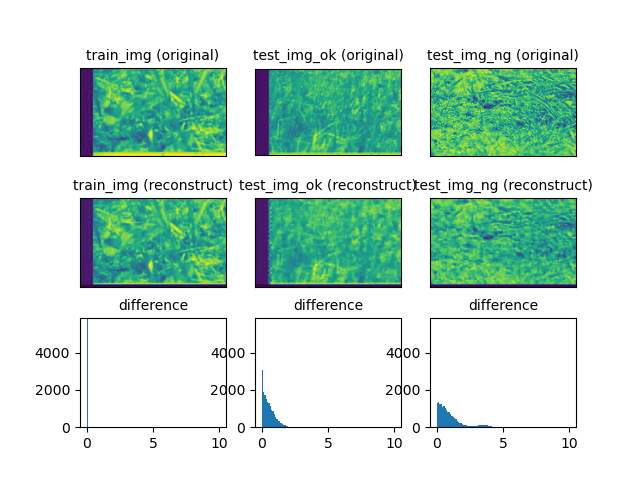 train_img (original) test_img_ok (original) test_img_ng (original)
train_img (reconstruct) test_img_ok (reconstruct) test_img_ng (reconstruct)
difference difference difference
4000 4000 4000
2000 2000 2000
0 0 0
0 5 10 0 5 10 0 5 10